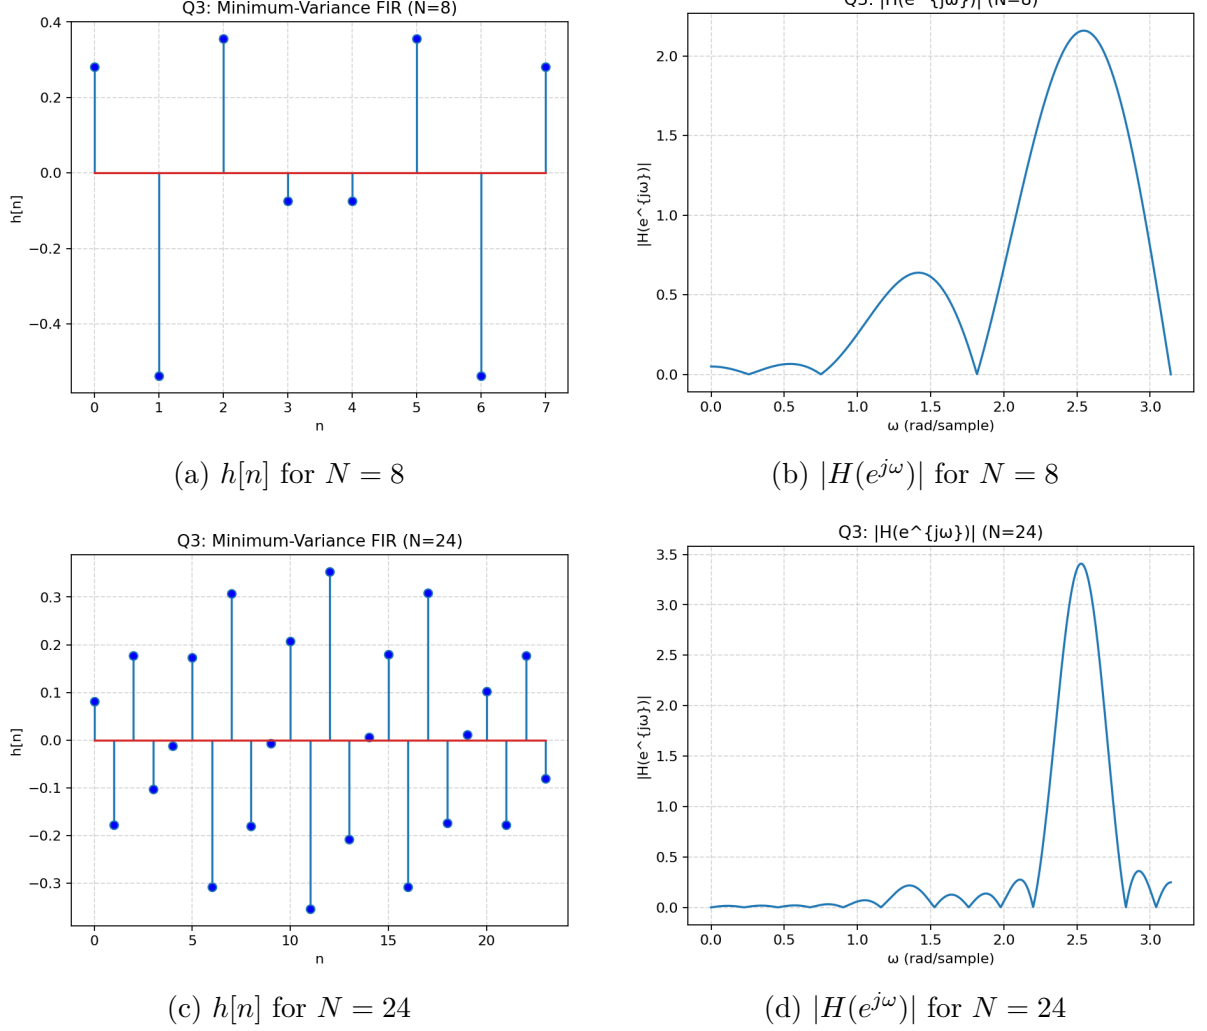 Q3: Minimum-Variance FIR (N=8)
0.4
0.2
0.0
−0.2
−0.4
h[n]
0 1 2 3 4 5 6 7
n
Q3: |H(e^{jω})| (N=8)
2.0
1.5
1.0
0.5
0.0
|H(e^{jω})|
0.0 0.5 1.0 1.5 2.0 2.5 3.0
ω (rad/sample)
(a) h[n] for N = 8
(b) |H(e^{jω})| for N = 8
Q3: Minimum-Variance FIR (N=24)
0.3
0.2
0.1
0.0
−0.1
−0.2
−0.3
h[n]
0 5 10 15 20
n
Q3: |H(e^{jω})| (N=24)
3.5
3.0
2.5
2.0
1.5
1.0
0.5
0.0
|H(e^{jω})|
0.0 0.5 1.0 1.5 2.0 2.5 3.0
ω (rad/sample)
(c) h[n] for N = 24
(d) |H(e^{jω})| for N = 24